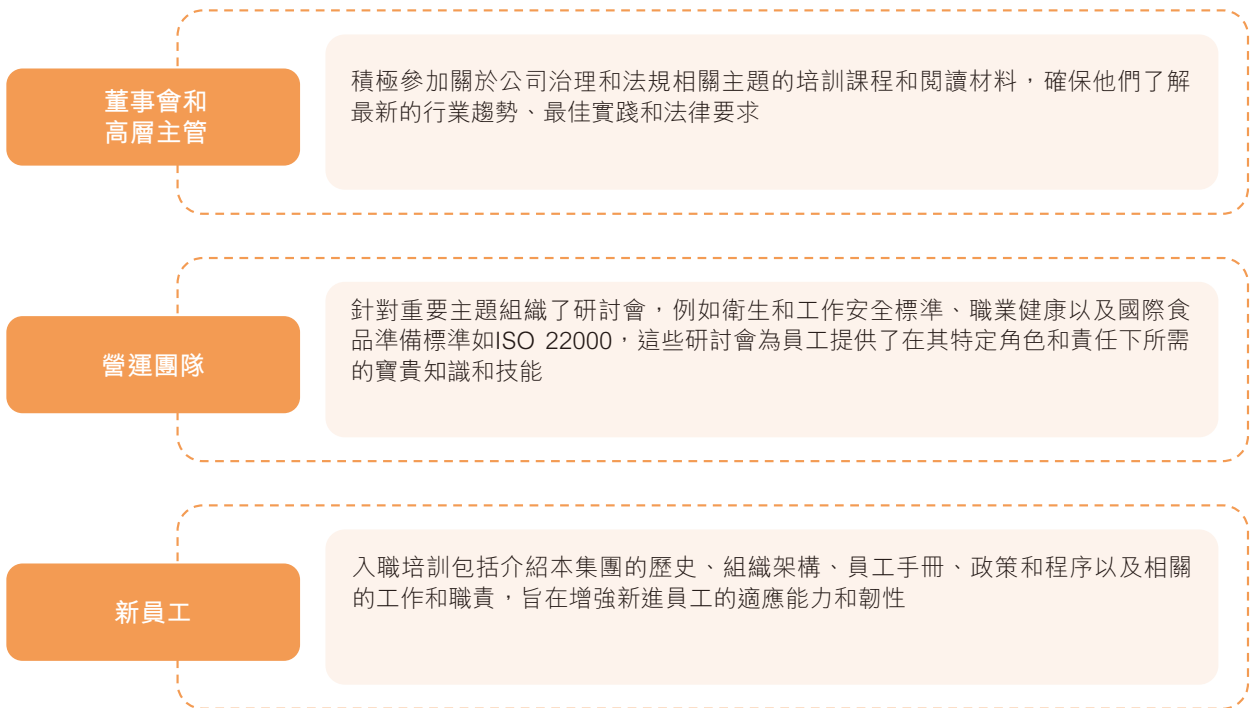 董事會和
高層主管
積極參加關於公司治理和法規相關主題的培訓課程和閱讀材料，確保他們了解
最新的行業趨勢、最佳實踐和法律要求
營運團隊
針對重要主題組織了研討會，例如衛生和工作安全標準、職業健康以及國際食
品準備標準如ISO 22000，這些研討會為員工提供了在其特定角色和責任下所需
的寶貴知識和技能
新員工
入職培訓包括介紹本集團的歷史、組織架構、員工手冊、政策和程序以及相關
的工作和職責，旨在增強新進員工的適應能力和韌性